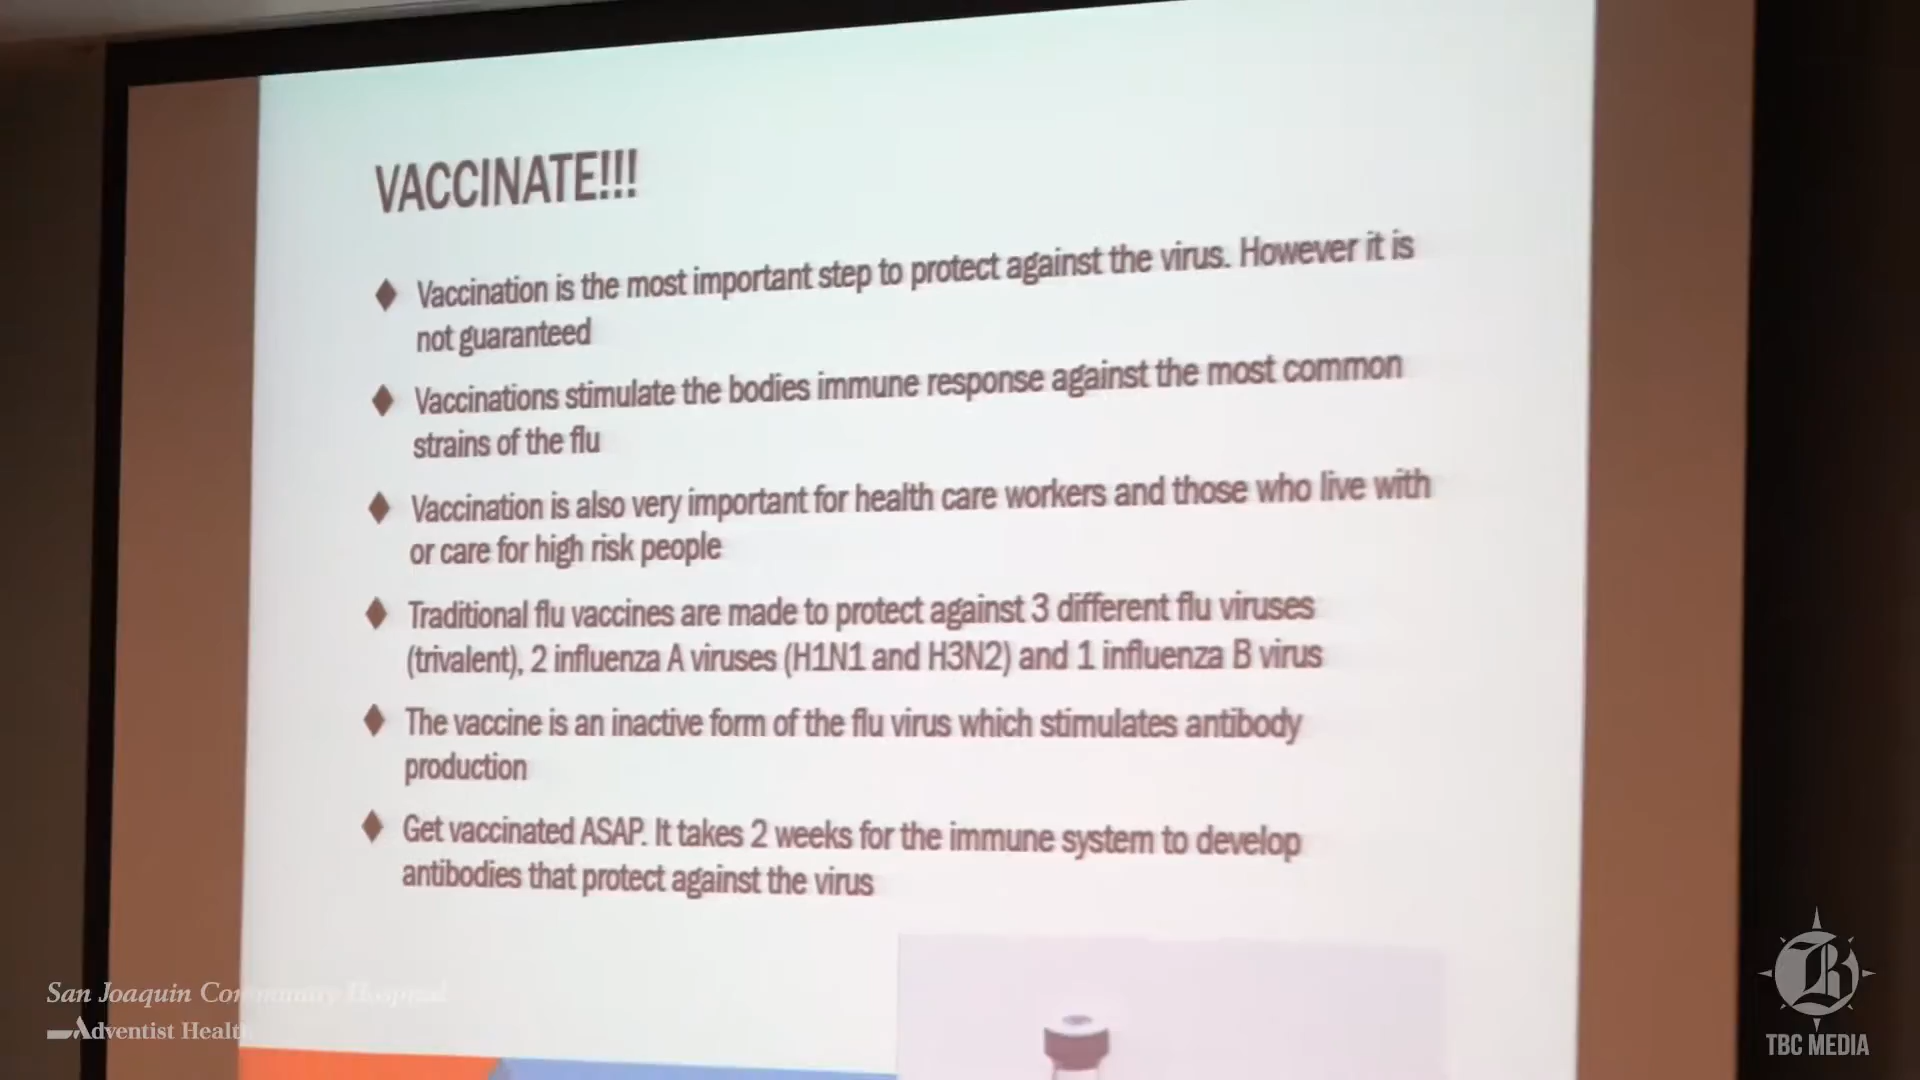 VACCINATE!!!
Vaccination is the most important step to protect against the virus. However it is
not guaranteed
Vaccinations stimulate the bodies immune response against the most common
strains of the flu
Vaccination is also very important for health care workers and those who live with
or care for high risk people
Traditional flu vaccines are made to protect against 3 different flu viruses
(trivalent), 2 influenza A viruses (H1N1 and H3N2) and 1 influenza B virus
The vaccine is an inactive form of the flu virus which stimulates antibody
production
Get vaccinated ASAP. It takes 2 weeks for the immune system to develop
antibodies that protect against the virus
San Joaquin Community Hospital
Adventist Health
B
TBC MEDIA